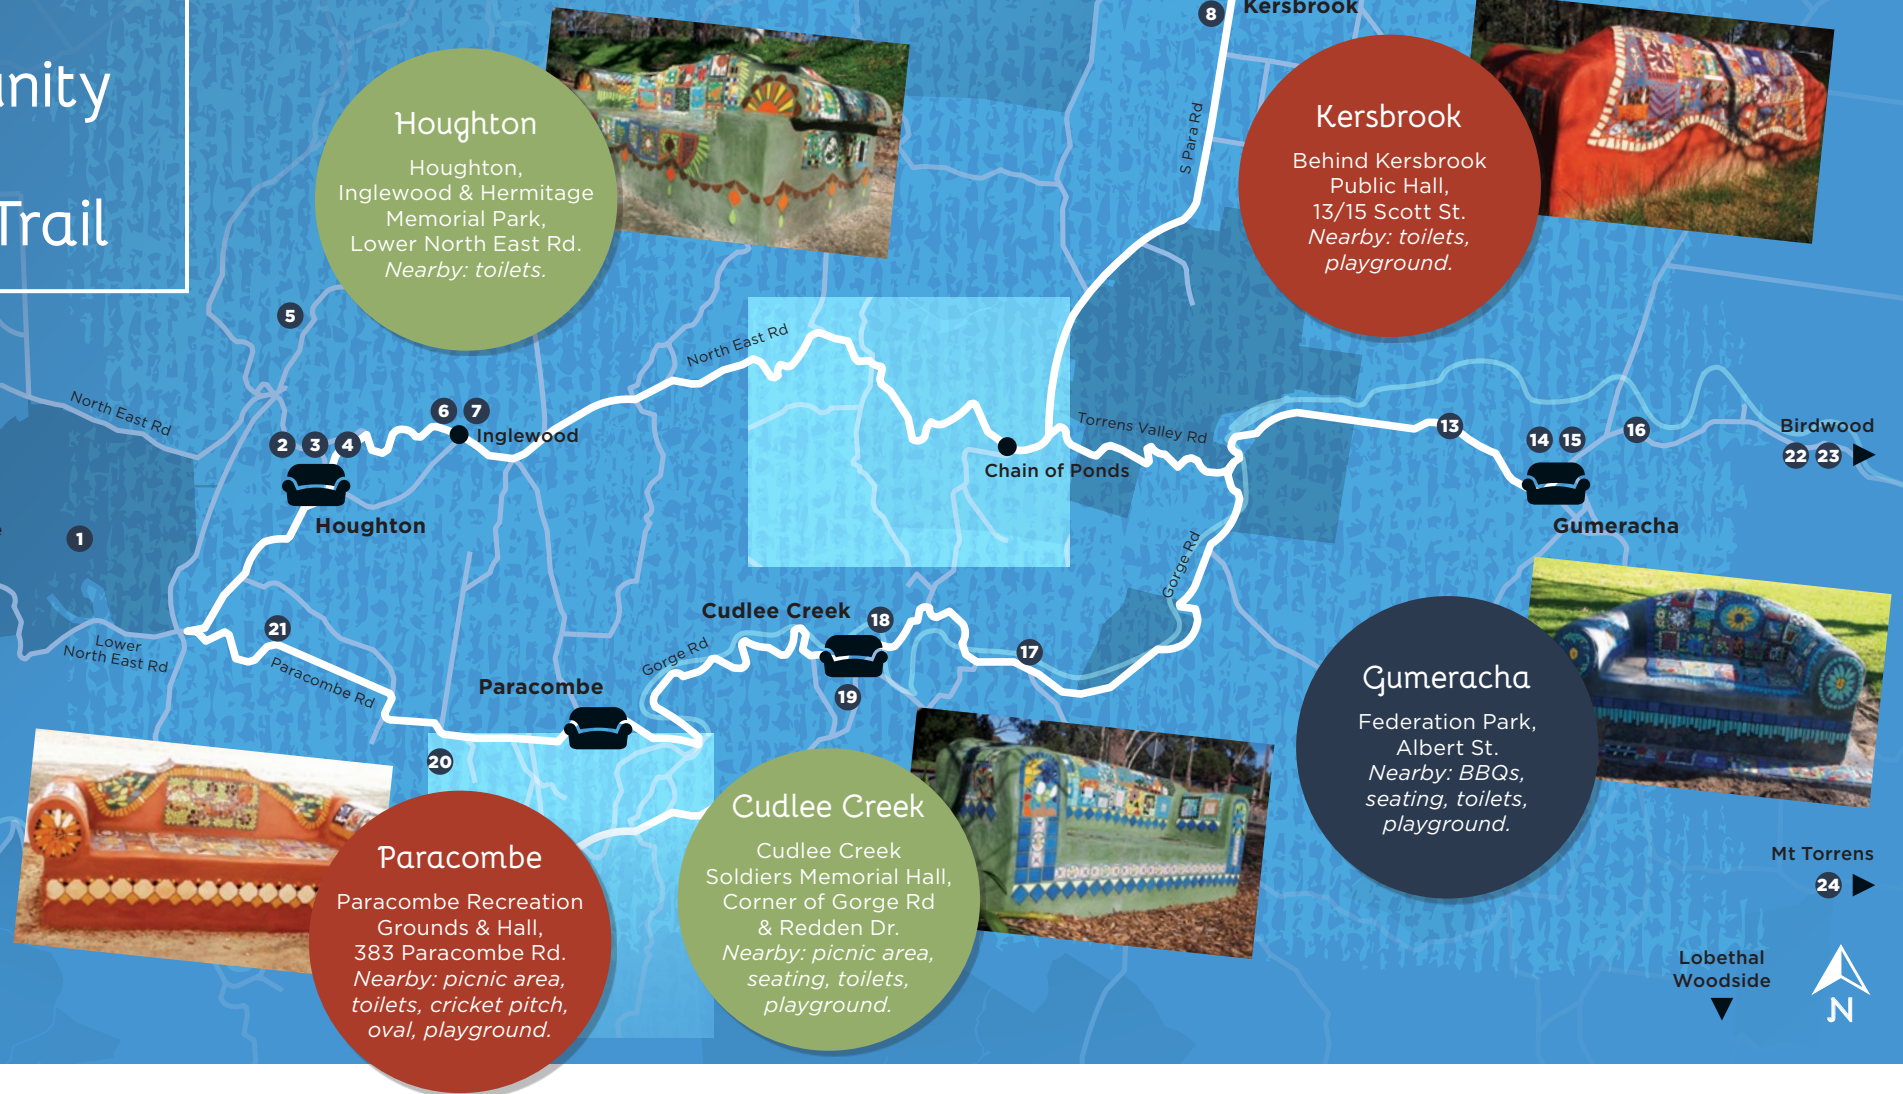 Trail
Houghton
Houghton,
Inglewood & Hermitage
Memorial Park,
Lower North East Rd.
Nearby: toilets.
8
Kersbrook
S Para Rd
Kersbrook
Behind Kersbrook
Public Hall,
13/15 Scott St.
Nearby: toilets,
playground.
5
North East Rd
North East Rd
6 7
Inglewood
2 3 4
Houghton
1
Chain of Ponds
Torrens Valley Rd
13
14 15
16
Birdwood
22 23
Gumeracha
Gorge Rd
Cudlee Creek
18
17
19
Gorge Rd
21
Lower
North East Rd
Paracombe Rd
Paracombe
20
Paracombe
Paracombe Recreation
Grounds & Hall,
383 Paracombe Rd.
Nearby: picnic area,
toilets, cricket pitch,
oval, playground.
Cudlee Creek
Cudlee Creek
Soldiers Memorial Hall,
Corner of Gorge Rd
& Redden Dr.
Nearby: picnic area,
seating, toilets,
playground.
Gumeracha
Federation Park,
Albert St.
Nearby: BBQs,
seating, toilets,
playground.
Mt Torrens
24
Lobethal
Woodside
N